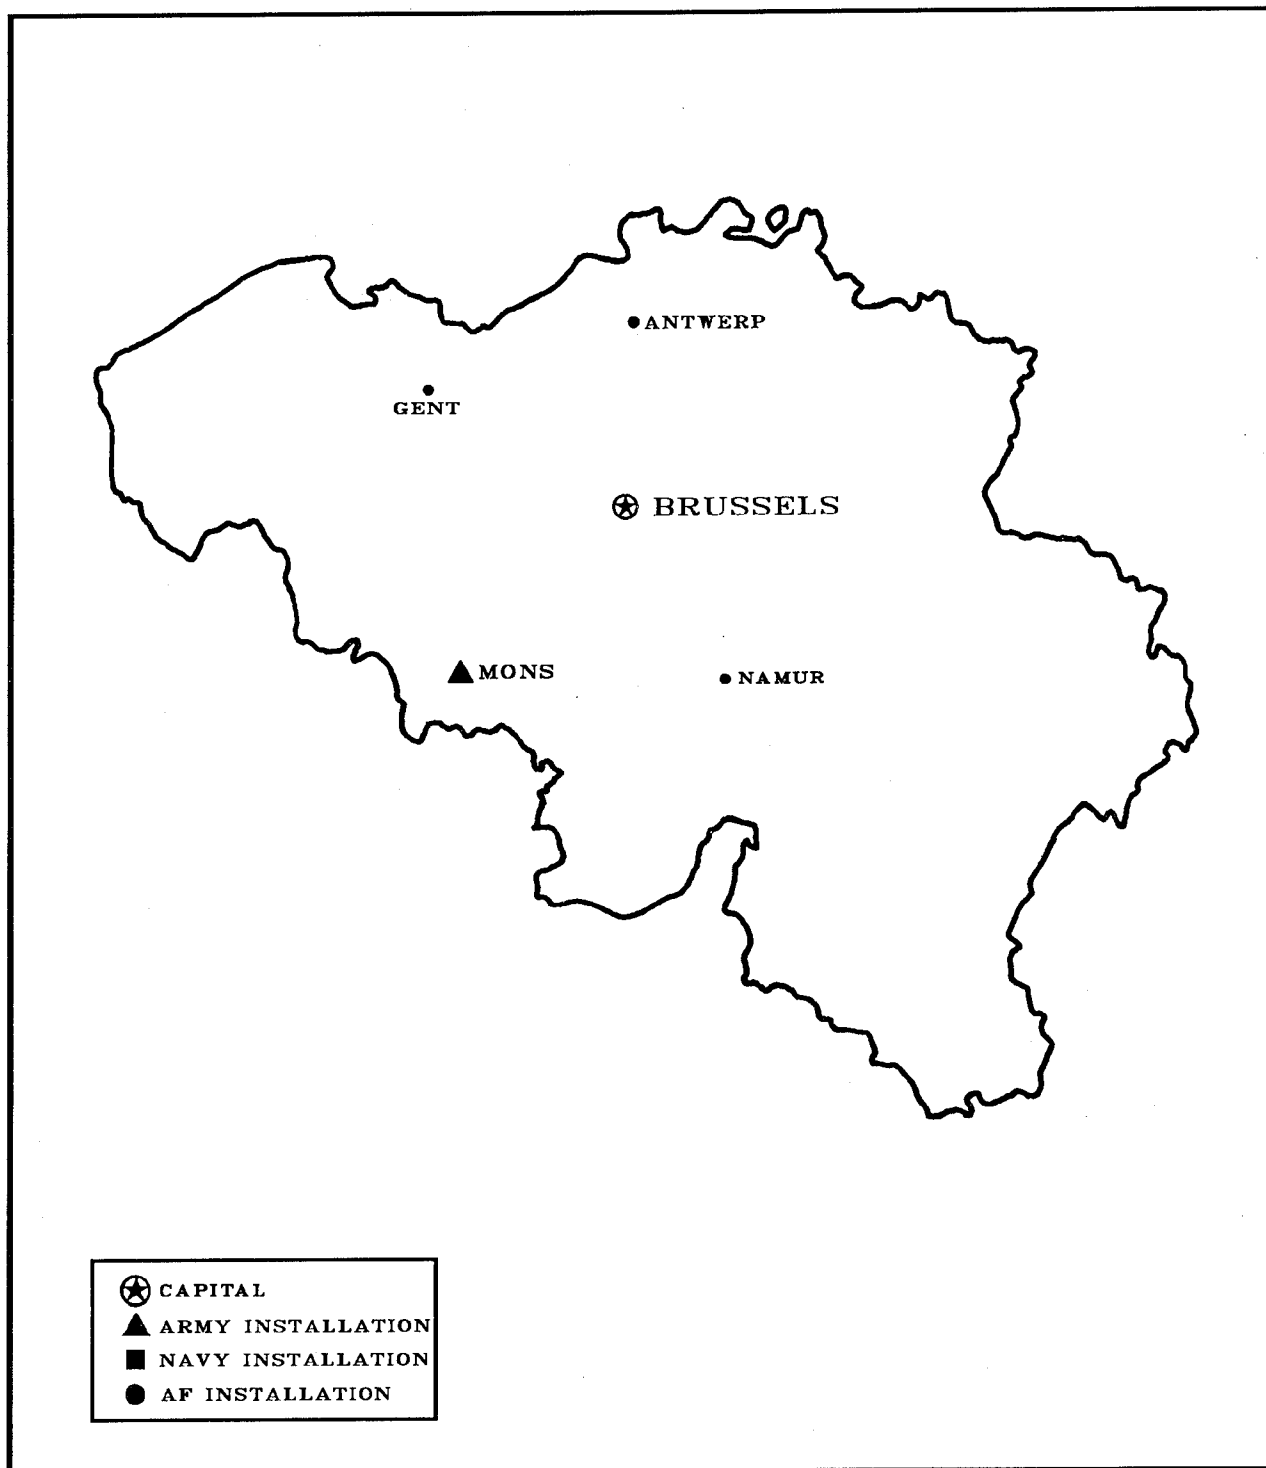 ANTWERP
GENT
BRUSSELS
MONS
NAMUR
CAPITAL
ARMY INSTALLATION
NAVY INSTALLATION
AF INSTALLATION